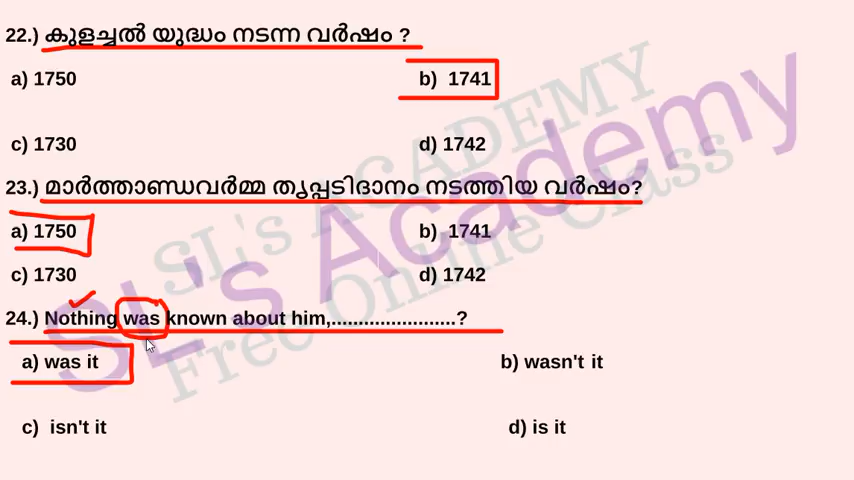 22.) കുളച്ചൽ യുദ്ധം നടന്ന വർഷം ?
a) 1750
b) 1741
c) 1730
d) 1742
23.) മാർത്താണ്ഡവർമ്മ തൃപ്പടിദാനം നടത്തിയ വർഷം?
a) 1750
b) 1741
c) 1730
d) 1742
24.) Nothing was known about him,.......................?
a) was it
b) wasn't it
c) isn't it
d) is it
SL's ACADEMY
SL's Academy
Free Online Class